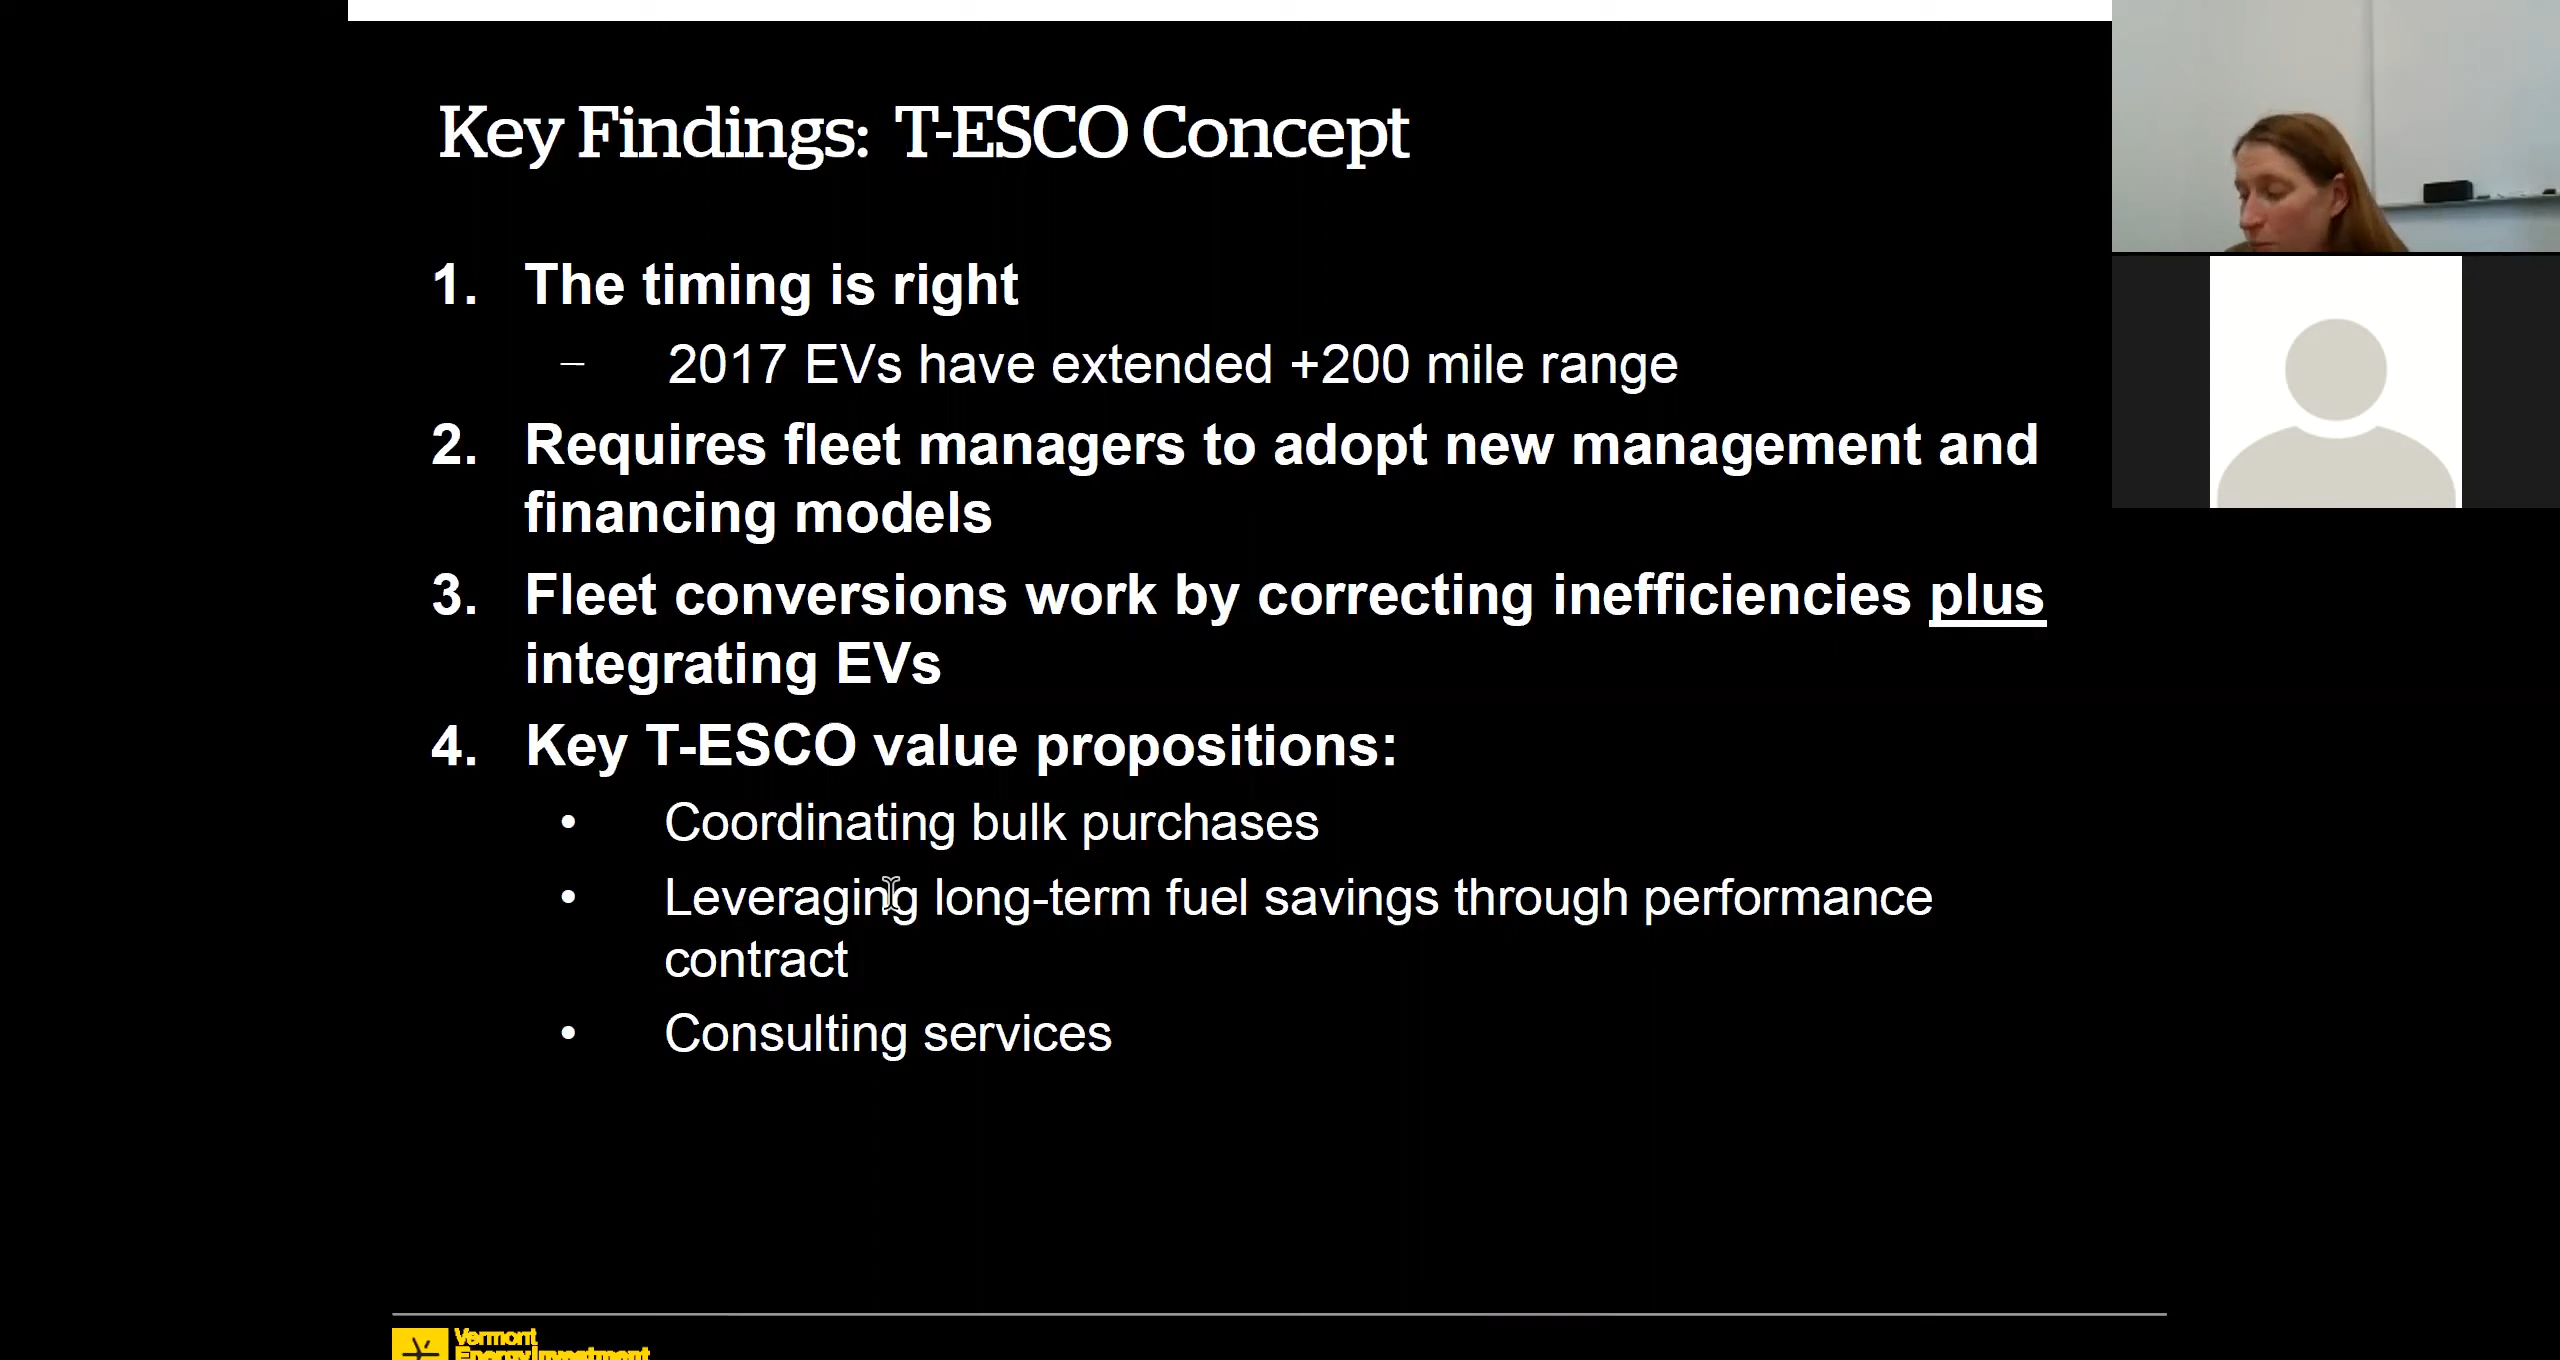 Key Findings: T-ESCO Concept
1. The timing is right
– 2017 EVs have extended +200 mile range
2. Requires fleet managers to adopt new management and
financing models
3. Fleet conversions work by correcting inefficiencies plus
integrating EVs
4. Key T-ESCO value propositions:
• Coordinating bulk purchases
• Leveraging long-term fuel savings through performance
contract
• Consulting services
Vermont
Energy Investment